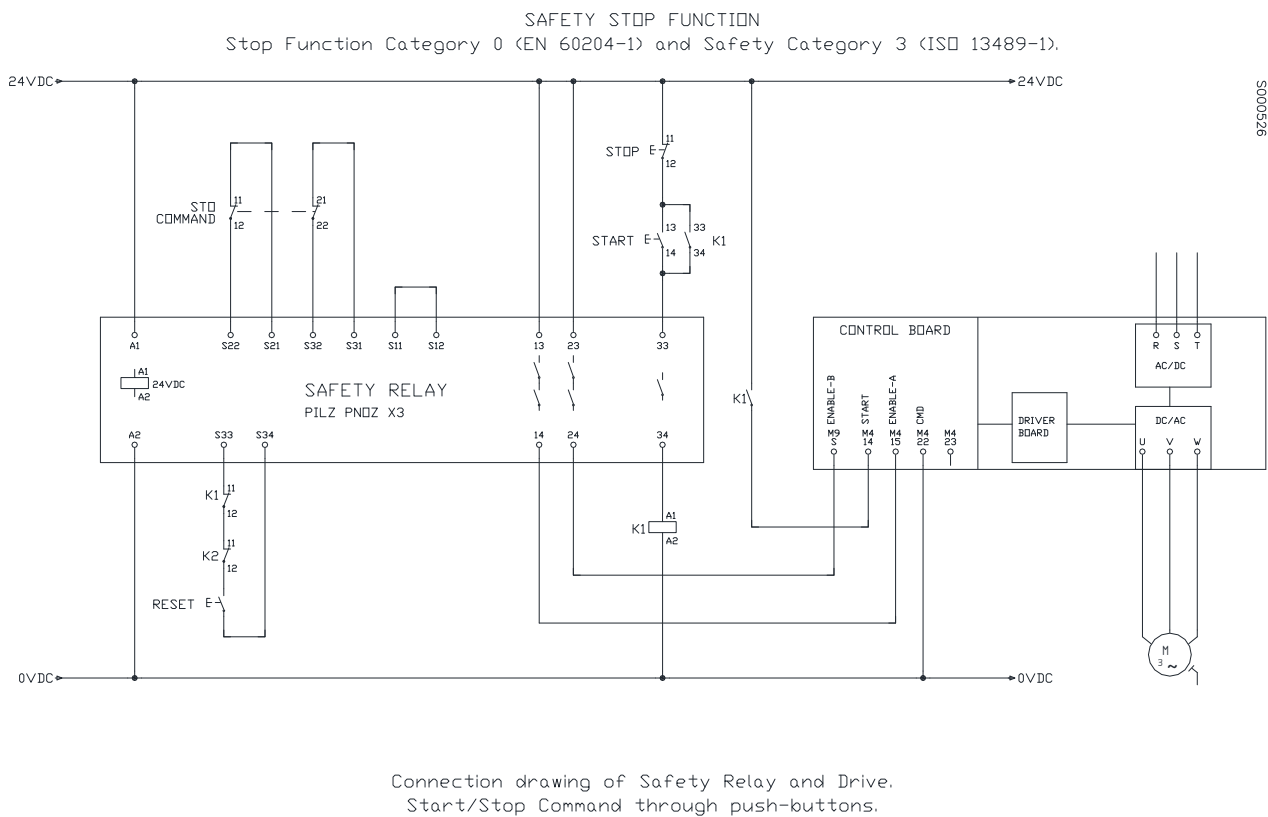 SAFETY STOP FUNCTION
Stop Function Category 0 (EN 60204-1) and Safety Category 3 (ISO 13489-1).
24VDC
24VDC
S000526
11
STOP E
12
STO
COMMAND
11
12
21
22
13
33
START E
K1
14
34
A1
S22
S21
S32
S31
S11
S12
13
23
33
A1
24VDC
A2
SAFETY RELAY
PILZ PNOZ X3
A2
S33
S34
14
24
34
K1
CONTROL BOARD
ENABLE-B
START
ENABLE-A
CMD
M9
M4
M4
M4
M4
S
14
15
22
23
DRIVER
BOARD
R
S
T
AC/DC
DC/AC
U
V
W
K1
11
12
K2
11
12
RESET E
K1
A1
A2
M
3 ~
0VDC
0VDC
Connection drawing of Safety Relay and Drive.
Start/Stop Command through push-buttons.